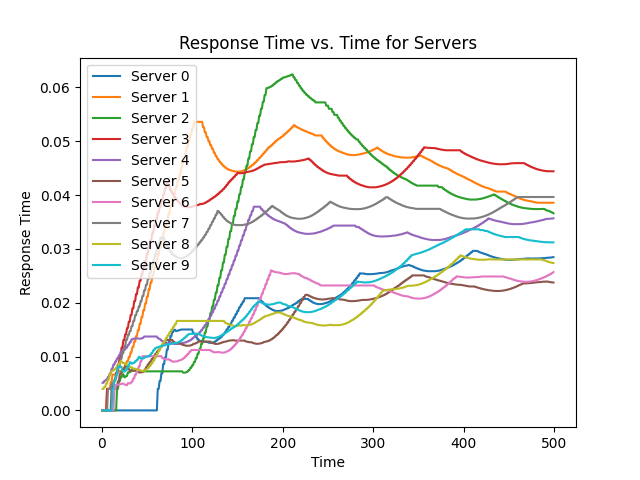 Response Time vs. Time for Servers
Response Time
0.06
0.05
0.04
0.03
0.02
0.01
0.00
Server 0
Server 1
Server 2
Server 3
Server 4
Server 5
Server 6
Server 7
Server 8
Server 9
0 100 200 300 400 500
Time